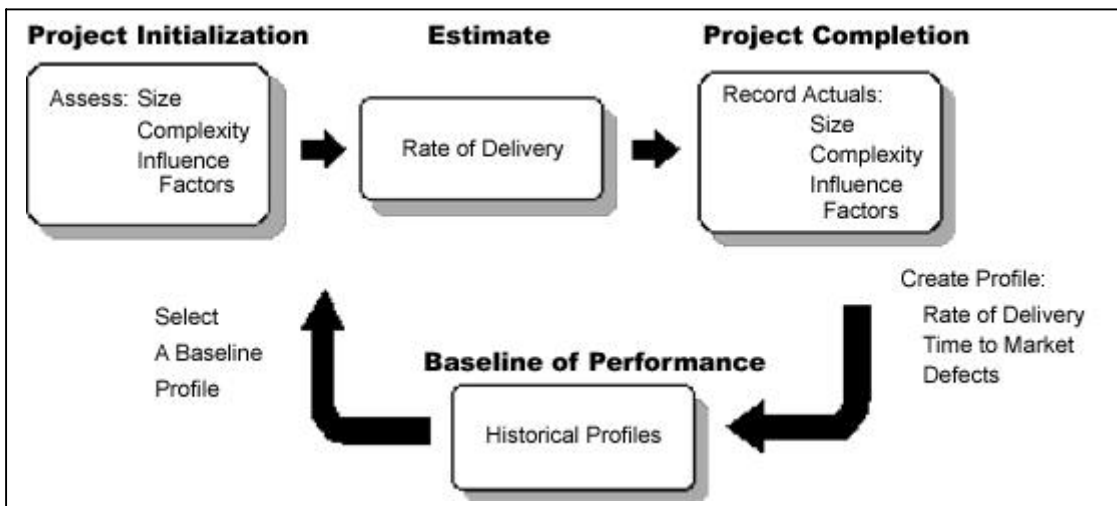 Project Initialization
Assess: Size
Complexity
Influence
Factors
Estimate
Rate of Delivery
Project Completion
Record Actuals:
Size
Complexity
Influence
Factors
Create Profile:
Rate of Delivery
Time to Market
Defects
Baseline of Performance
Historical Profiles
Select
A Baseline
Profile